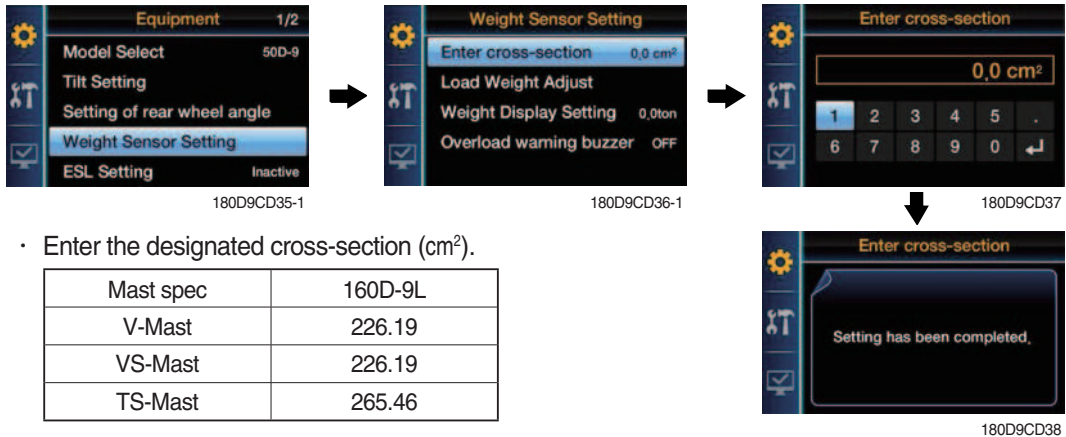 Equipment 1/2
Model Select 50D-9
Tilt Setting
Setting of rear wheel angle
Weight Sensor Setting
ESL Setting Inactive
180D9CD35-1
Weight Sensor Setting
Enter cross-section 0,0 cm²
Load Weight Adjust
Weight Display Setting 0,0ton
Overload warning buzzer OFF
180D9CD36-1
Enter cross-section
0,0 cm²
1 2 3 4 5 .
6 7 8 9 0 ↵
180D9CD37
Enter cross-section
Setting has been completed,
180D9CD38
· Enter the designated cross-section (cm²).
Mast spec 160D-9L
V-Mast 226.19
VS-Mast 226.19
TS-Mast 265.46